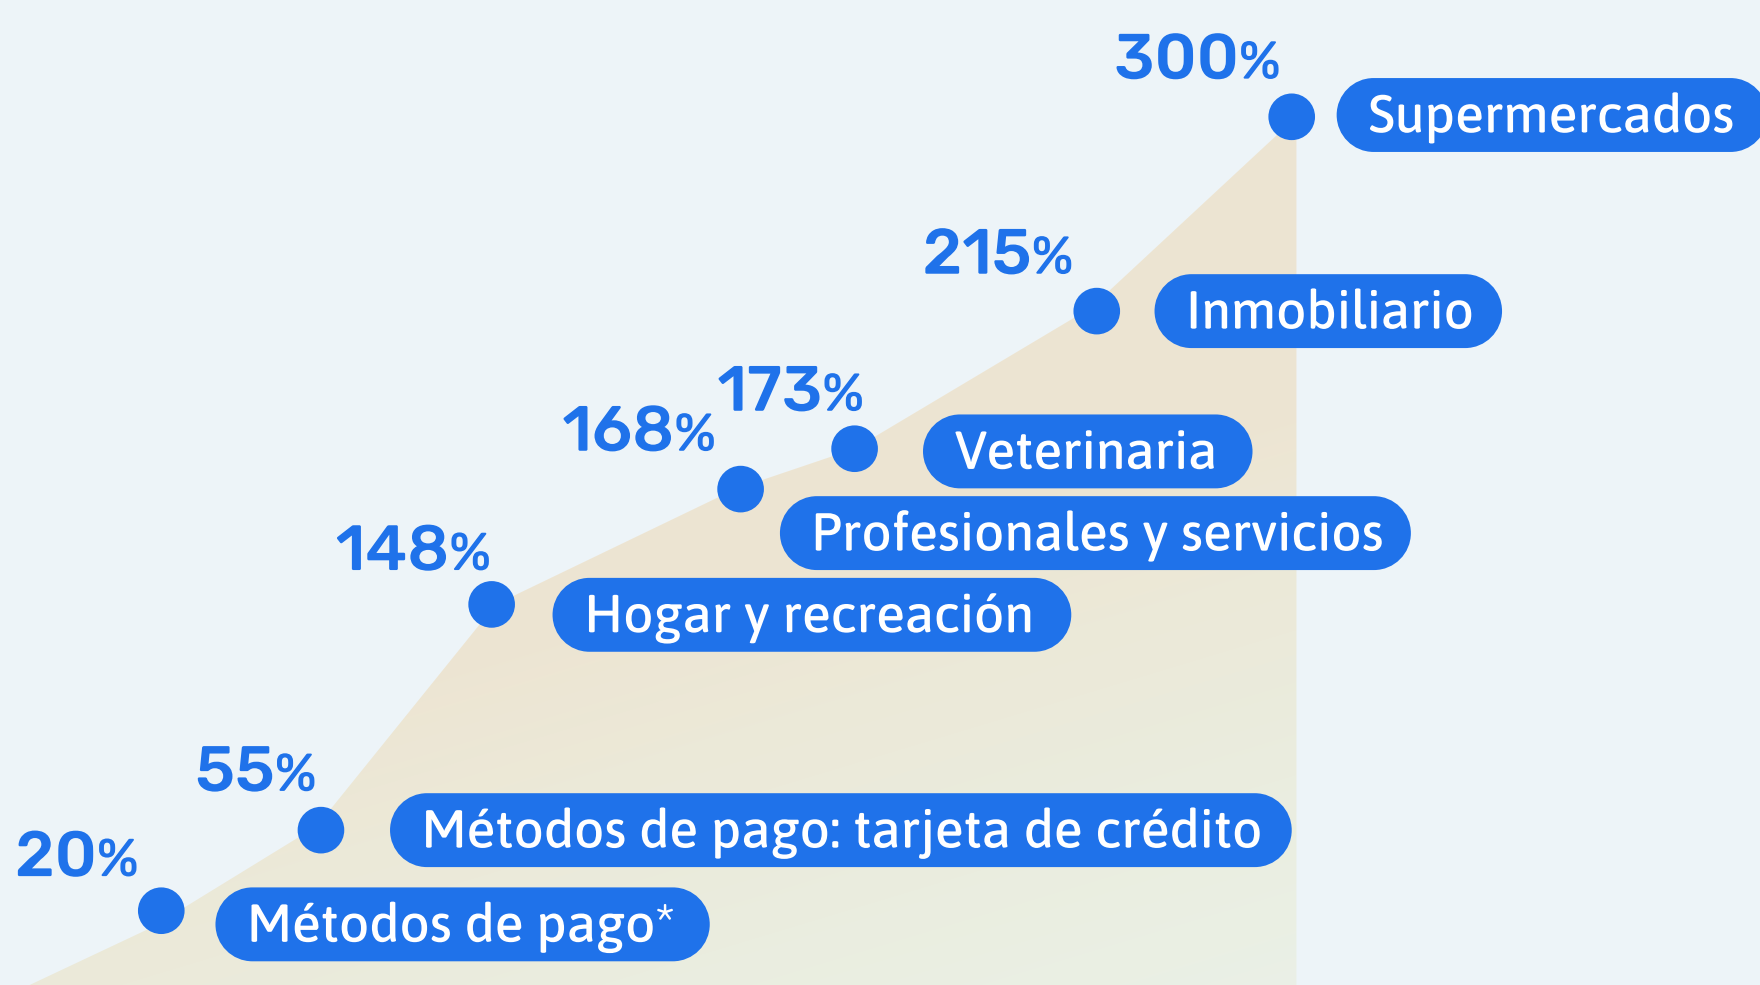 300%
Supermercados
215%
Inmobiliario
173%
Veterinaria
168%
Profesionales y servicios
148%
Hogar y recreación
55%
Métodos de pago: tarjeta de crédito
20%
Métodos de pago*